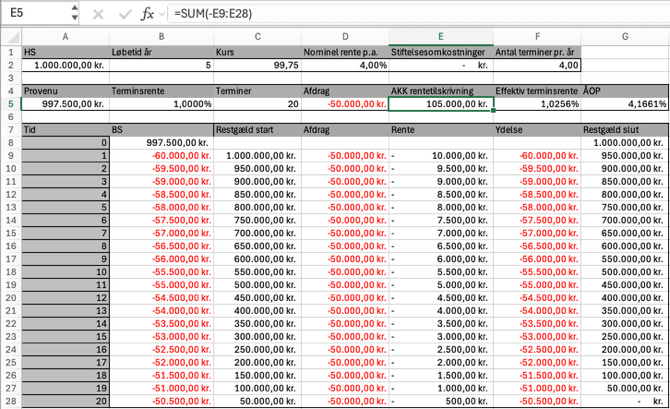 E5 fx =SUM(-E9:E28)
A B C D E F G
1 HS Løbetid år Kurs Nominel rente p.a. Stiftelsesomkostninger Antal terminer pr. år
2 1.000.000,00 kr. 5 99,75 4,00% - kr. 4,00
3
4 Provenu Terminsrente Terminer Afdrag AKK rentetilskrivning Effektiv terminsrente ÅOP
5 997.500,00 kr. 1,0000% 20 -50.000,00 kr. 105.000,00 kr. 1,0256% 4,1661%
6
7 Tid BS Restgæld start Afdrag Rente Ydelse Restgæld slut
8 0 997.500,00 kr. 1.000.000,00 kr.
9 1 -60.000,00 kr. 1.000.000,00 kr. -50.000,00 kr. - 10.000,00 kr. -60.000,00 kr. 950.000,00 kr.
10 2 -59.500,00 kr. 950.000,00 kr. -50.000,00 kr. - 9.500,00 kr. -59.500,00 kr. 900.000,00 kr.
11 3 -59.000,00 kr. 900.000,00 kr. -50.000,00 kr. - 9.000,00 kr. -59.000,00 kr. 850.000,00 kr.
12 4 -58.500,00 kr. 850.000,00 kr. -50.000,00 kr. - 8.500,00 kr. -58.500,00 kr. 800.000,00 kr.
13 5 -58.000,00 kr. 800.000,00 kr. -50.000,00 kr. - 8.000,00 kr. -58.000,00 kr. 750.000,00 kr.
14 6 -57.500,00 kr. 750.000,00 kr. -50.000,00 kr. - 7.500,00 kr. -57.500,00 kr. 700.000,00 kr.
15 7 -57.000,00 kr. 700.000,00 kr. -50.000,00 kr. - 7.000,00 kr. -57.000,00 kr. 650.000,00 kr.
16 8 -56.500,00 kr. 650.000,00 kr. -50.000,00 kr. - 6.500,00 kr. -56.500,00 kr. 600.000,00 kr.
17 9 -56.000,00 kr. 600.000,00 kr. -50.000,00 kr. - 6.000,00 kr. -56.000,00 kr. 550.000,00 kr.
18 10 -55.500,00 kr. 550.000,00 kr. -50.000,00 kr. - 5.500,00 kr. -55.500,00 kr. 500.000,00 kr.
19 11 -55.000,00 kr. 500.000,00 kr. -50.000,00 kr. - 5.000,00 kr. -55.000,00 kr. 450.000,00 kr.
20 12 -54.500,00 kr. 450.000,00 kr. -50.000,00 kr. - 4.500,00 kr. -54.500,00 kr. 400.000,00 kr.
21 13 -54.000,00 kr. 400.000,00 kr. -50.000,00 kr. - 4.000,00 kr. -54.000,00 kr. 350.000,00 kr.
22 14 -53.500,00 kr. 350.000,00 kr. -50.000,00 kr. - 3.500,00 kr. -53.500,00 kr. 300.000,00 kr.
23 15 -53.000,00 kr. 300.000,00 kr. -50.000,00 kr. - 3.000,00 kr. -53.000,00 kr. 250.000,00 kr.
24 16 -52.500,00 kr. 250.000,00 kr. -50.000,00 kr. - 2.500,00 kr. -52.500,00 kr. 200.000,00 kr.
25 17 -52.000,00 kr. 200.000,00 kr. -50.000,00 kr. - 2.000,00 kr. -52.000,00 kr. 150.000,00 kr.
26 18 -51.500,00 kr. 150.000,00 kr. -50.000,00 kr. - 1.500,00 kr. -51.500,00 kr. 100.000,00 kr.
27 19 -51.000,00 kr. 100.000,00 kr. -50.000,00 kr. - 1.000,00 kr. -51.000,00 kr. 50.000,00 kr.
28 20 -50.500,00 kr. 50.000,00 kr. -50.000,00 kr. - 500,00 kr. -50.500,00 kr. - kr.